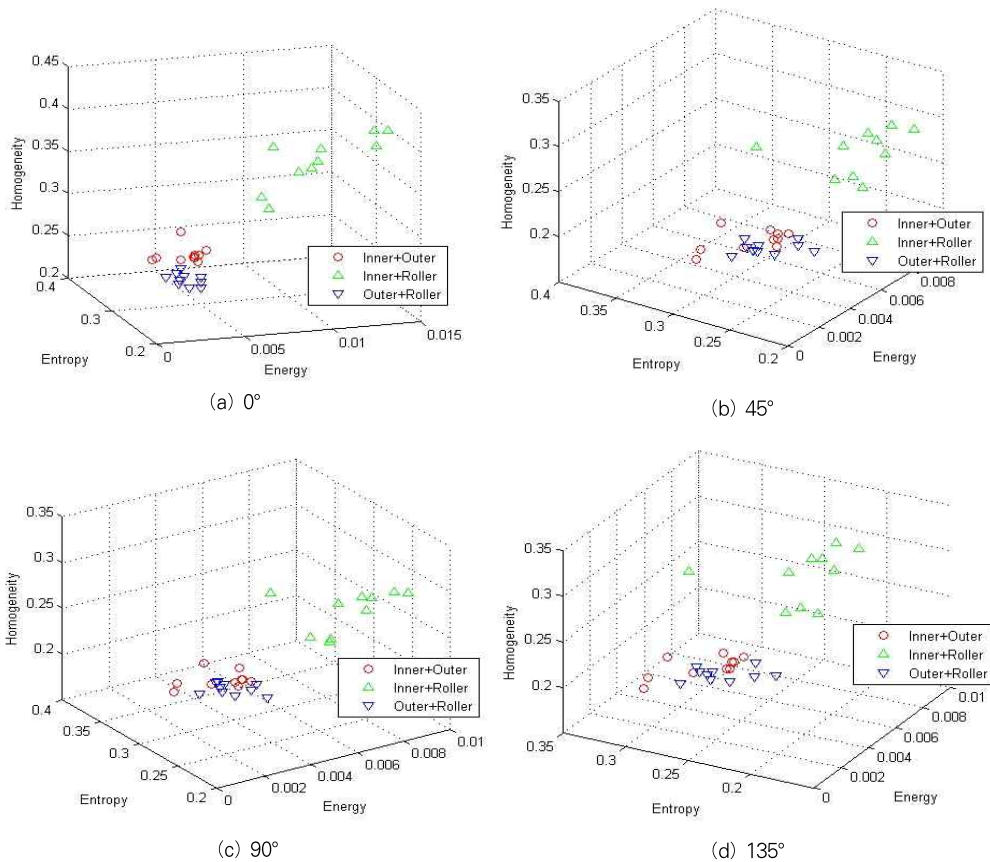 0.45
0.4
0.35
0.3
0.25
0.2
Homogeneity
0.4
0.3
0.2
Entropy
0
0.005
0.01
0.015
Energy
Inner+Outer
Inner+Roller
Outer+Roller
(a) 0°
0.35
0.3
0.25
0.2
Homogeneity
0.4
0.35
0.3
0.25
0.2
Entropy
0
0.002
0.004
0.006
0.008
Energy
Inner+Outer
Inner+Roller
Outer+Roller
(b) 45°
0.35
0.3
0.25
0.2
Homogeneity
0.4
0.35
0.3
0.25
0.2
Entropy
0
0.002
0.004
0.006
0.008
0.01
Energy
Inner+Outer
Inner+Roller
Outer+Roller
(c) 90°
0.35
0.3
0.25
0.2
Homogeneity
0.35
0.3
0.25
0.2
Entropy
0
0.002
0.004
0.006
0.008
0.01
Energy
Inner+Outer
Inner+Roller
Outer+Roller
(d) 135°